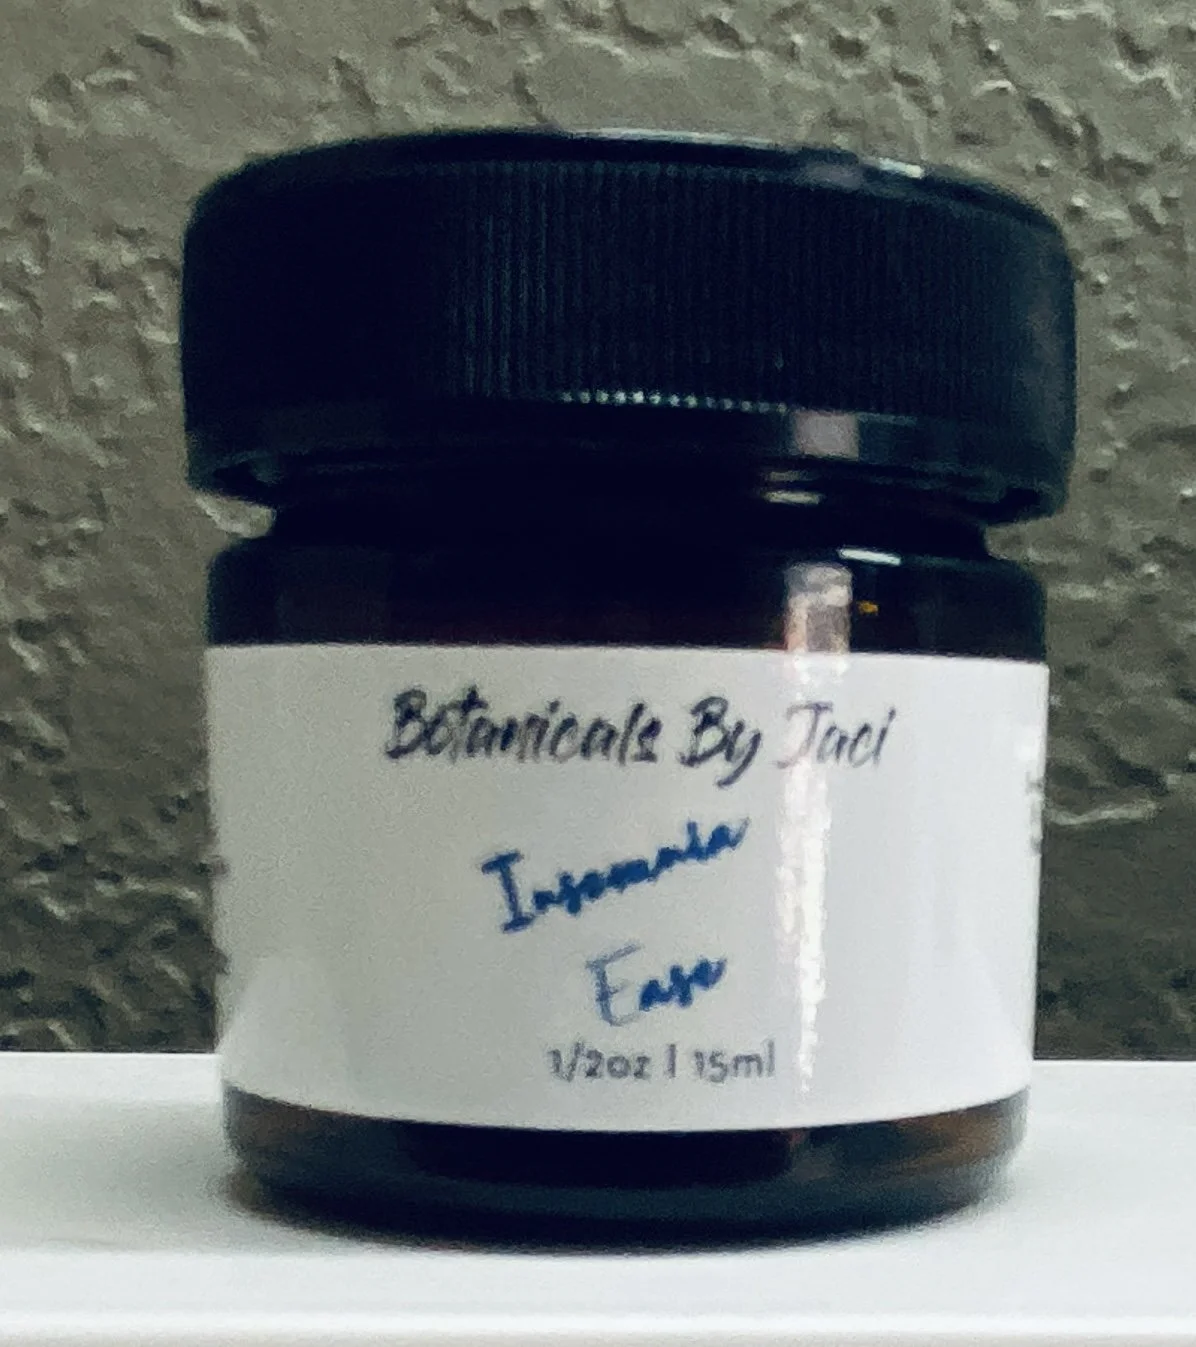 Botanicals By Jaci
Insomnia
Ease
1/2oz | 15ml